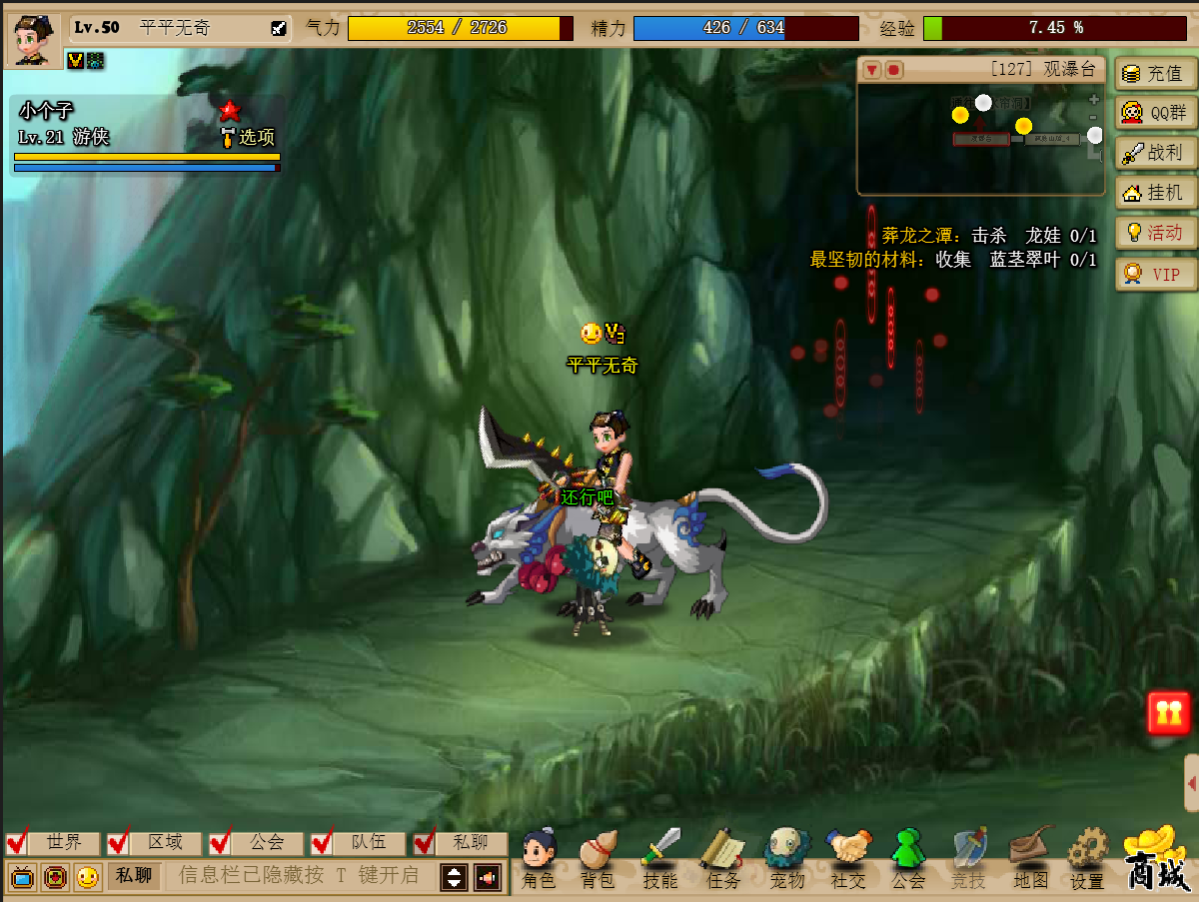 Lv.50 平平无奇 气力 2554 / 2726 精力 426 / 634 经验 7.45 %
小个子
Lv.21 游侠 选项
[127] 观瀑台
充值
QQ群
战利
挂机
活动
VIP
葬龙之潭: 击杀 龙娃 0/1
最坚韧的材料: 收集 蓝茎翠叶 0/1
平平无奇
还行吧
世界 区域 公会 队伍 私聊
私聊 信息栏已隐藏按 T 键开启
角色 背包 技能 任务 宠物 社交 公会 竞技 地图 设置 商城